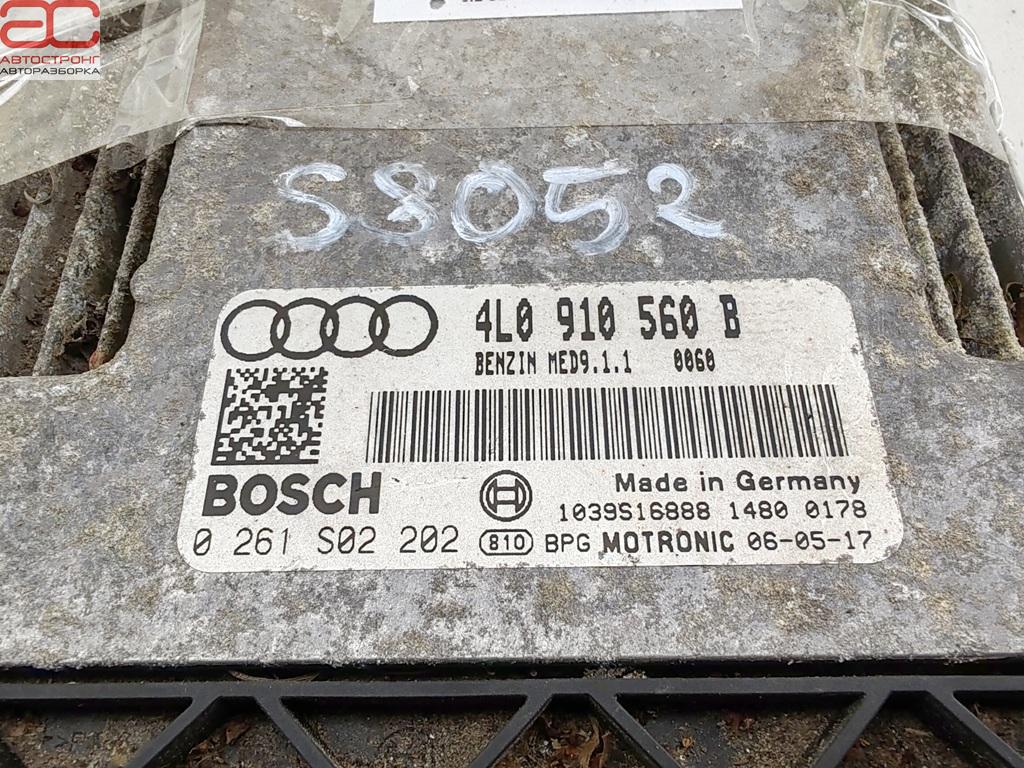 АВТОСТРОНГ
АВТОРАЗБОРКА
S8052
4L0 910 560 B
BENZIN MED9.1.1 0060
BOSCH
Made in Germany
1039S16888 1480 0178
0 261 S02 202 810 BPG MOTRONIC 06-05-17